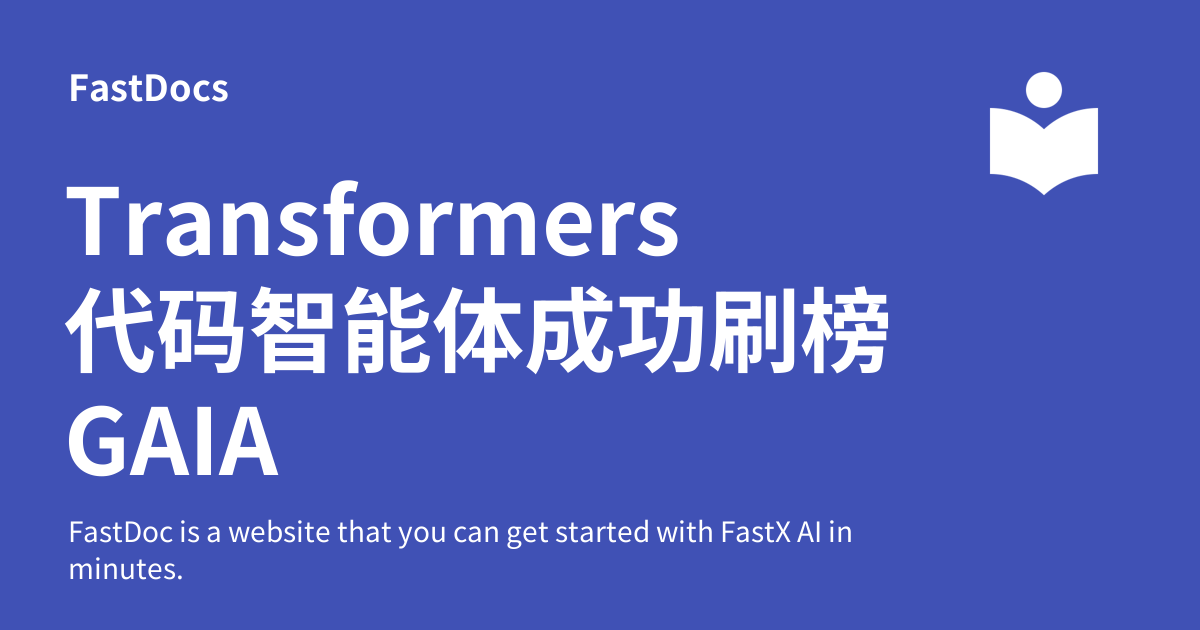 FastDocs
Transformers
代码智能体成功刷榜
GAIA
FastDoc is a website that you can get started with FastX AI in
minutes.